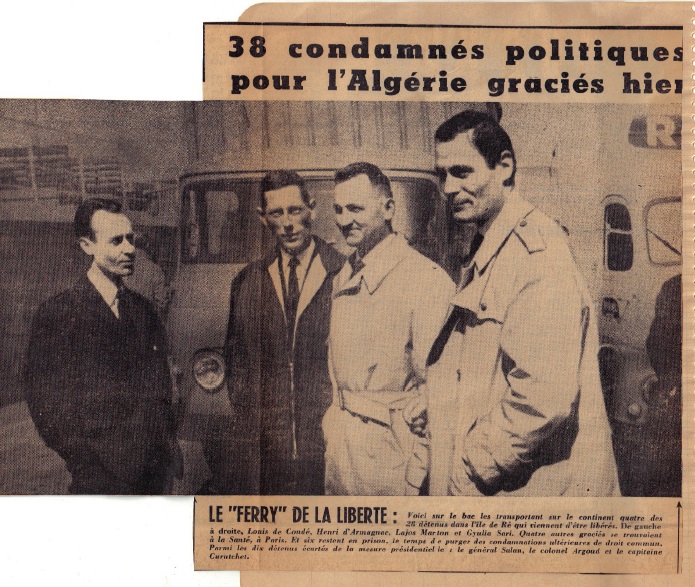 38 condamnés politiques
pour l'Algérie graciés hier
R
LE "FERRY" DE LA LIBERTE : Voici sur le bac les transportant sur le continent quatre des
28 détenus dans l'île de Ré qui viennent d'être libérés. De gauche
à droite, Louis de Condé, Henri d'Armagnac, Lajos Marton et Gyulia Sari. Quatre autres graciés se trouvaient
à la Santé, à Paris. Et six restent en prison, le temps de purger des condamnations ultérieures de droit commun.
Parmi les dix détenus écartés de la mesure présidentiel le : le général Salan, le colonel Argoud et le capitaine
Curutchet.